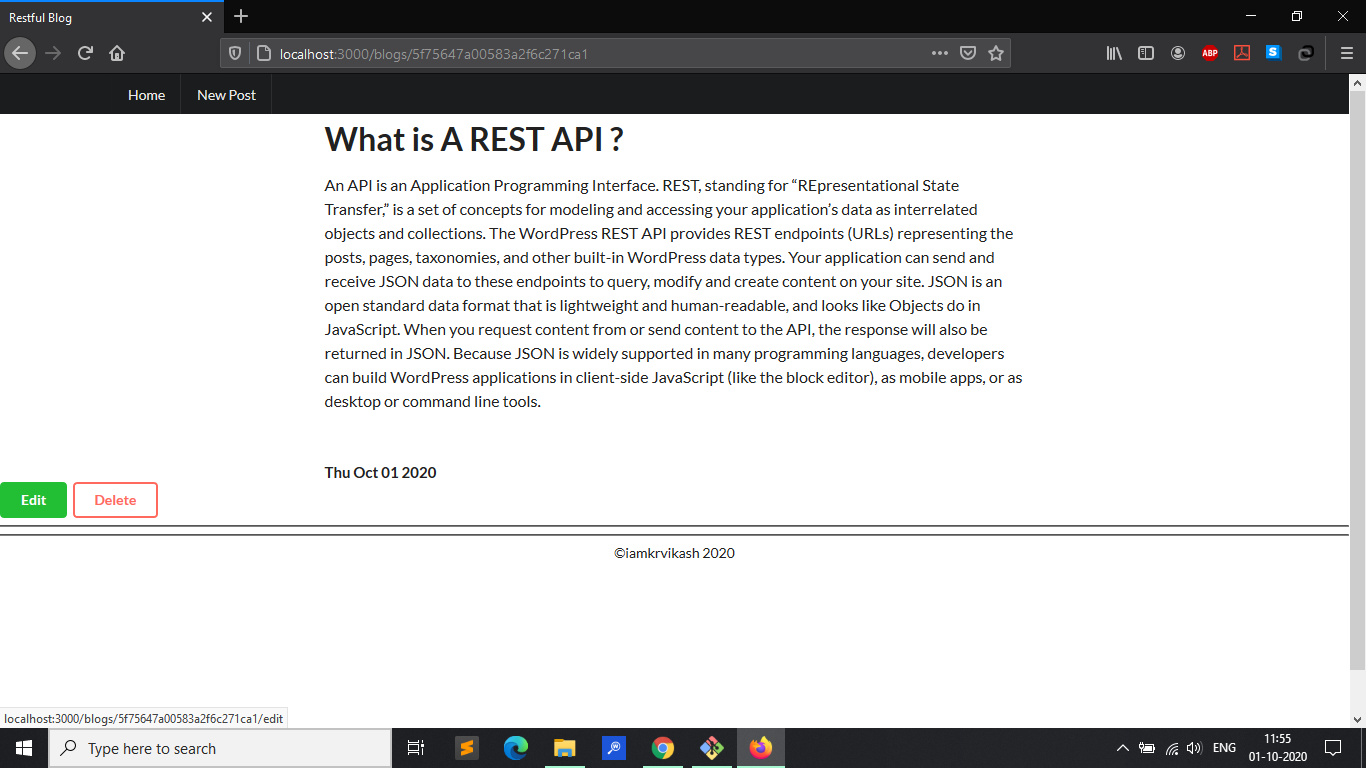 Restful Blog
localhost:3000/blogs/5f75647a00583a2f6c271ca1
ABP
S
Home
New Post
What is A REST API ?
An API is an Application Programming Interface. REST, standing for “REpresentational State
Transfer,” is a set of concepts for modeling and accessing your application’s data as interrelated
objects and collections. The WordPress REST API provides REST endpoints (URLs) representing the
posts, pages, taxonomies, and other built-in WordPress data types. Your application can send and
receive JSON data to these endpoints to query, modify and create content on your site. JSON is an
open standard data format that is lightweight and human-readable, and looks like Objects do in
JavaScript. When you request content from or send content to the API, the response will also be
returned in JSON. Because JSON is widely supported in many programming languages, developers
can build WordPress applications in client-side JavaScript (like the block editor), as mobile apps, or as
desktop or command line tools.
Thu Oct 01 2020
Edit
Delete
©iamkrvikash 2020
localhost:3000/blogs/5f75647a00583a2f6c271ca1/edit
Type here to search
ENG
11:55
01-10-2020